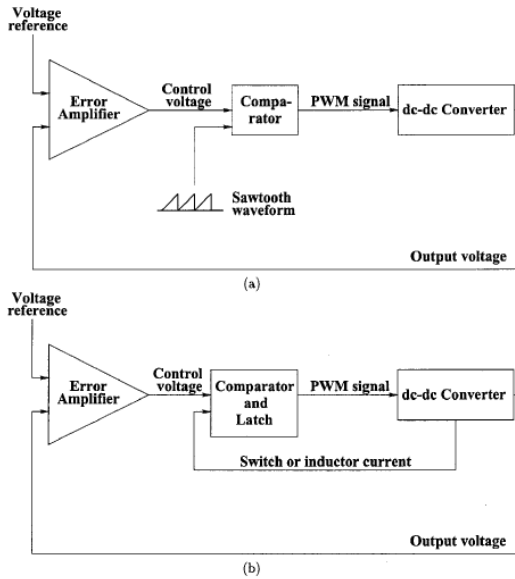 Voltage
reference
Error
Amplifier
Control
voltage
Compa-
rator
PWM signal
dc-dc Converter
Sawtooth
waveform
Output voltage
(a)
Voltage
reference
Error
Amplifier
Control
voltage
Comparator
and
Latch
PWM signal
dc-dc Converter
Switch or inductor current
Output voltage
(b)